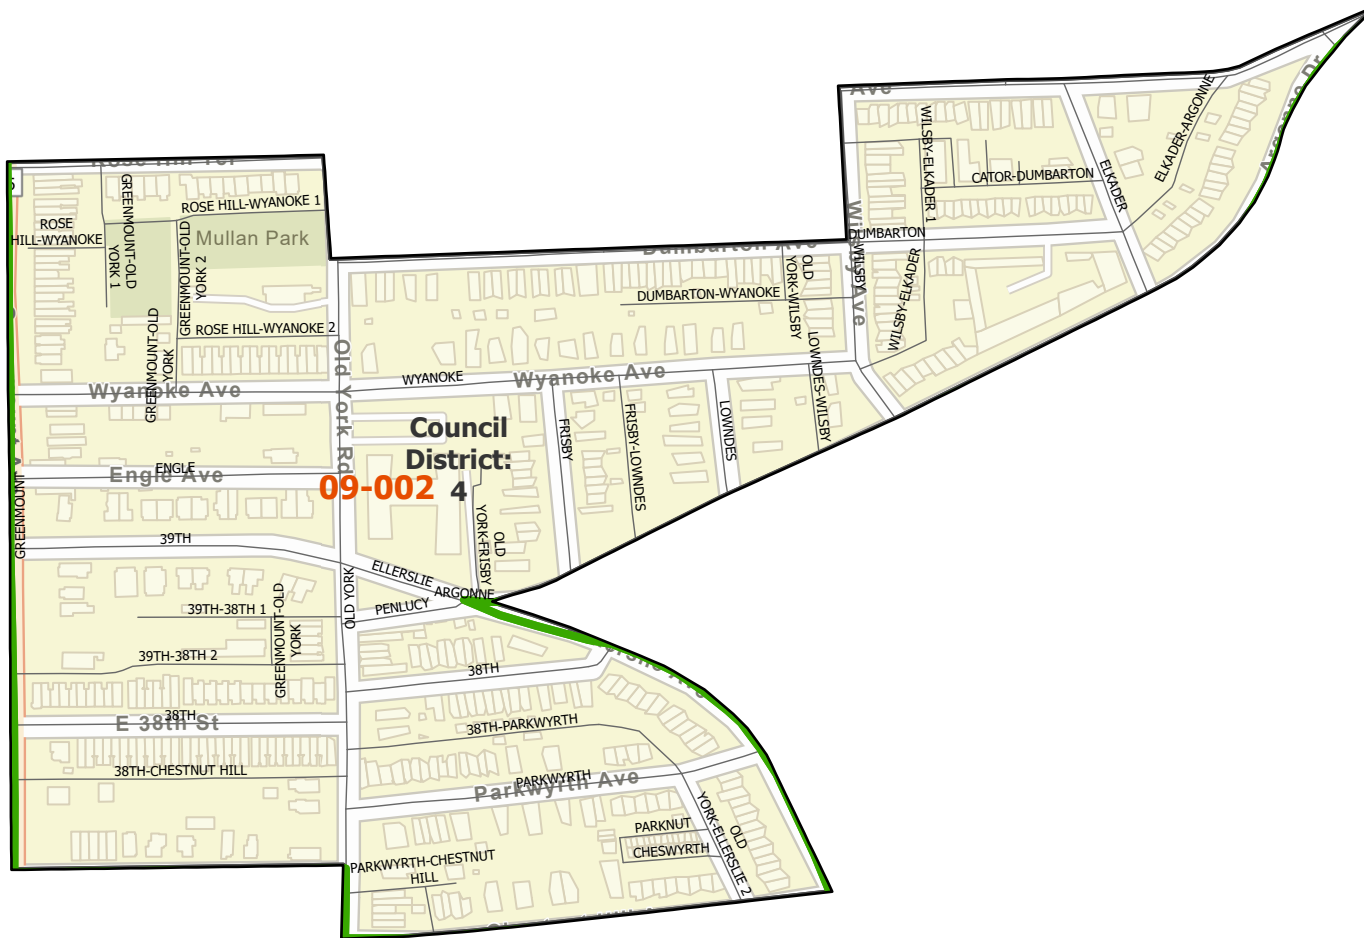 Ave
Argonne Dr
Rose Hill Ter
WILSBY-ELKADER 1
ELKADER-ARGONNE
ELKADER
CATOR-DUMBARTON
GREENMOUNT-OLD
YORK 1
ROSE HILL-WYANOKE 1
ROSE
HILL-WYANOKE
Mullan Park
GREENMOUNT-OLD
YORK 2
Dumbarton Ave
DUMBARTON
Wilsby Ave
WILSBY
OLD
YORK-WILSBY
DUMBARTON-WYANOKE
WILSBY-ELKADER
ROSE HILL-WYANOKE 2
GREENMOUNT-OLD
YORK
Old York Rd
LOWNDES-WILSBY
Wyanoke Ave
WYANOKE
Wyanoke Ave
FRISBY
FRISBY-LOWNDES
LOWNDES
Council
District:
4
09-002
ENGLE
Engle Ave
GREENMOUNT
39TH
OLD
YORK-FRISBY
ELLERSLIE
ARGONNE
PENLUCY
OLD YORK
39TH-38TH 1
GREENMOUNT-OLD
YORK
39TH-38TH 2
38TH
38TH
E 38th St
38TH-PARKWYRTH
38TH-CHESTNUT HILL
PARKWYRTH
Parkwyrth Ave
OLD
YORK-ELLERSLIE 2
PARKNUT
CHESWYRTH
PARKWYRTH-CHESTNUT
HILL